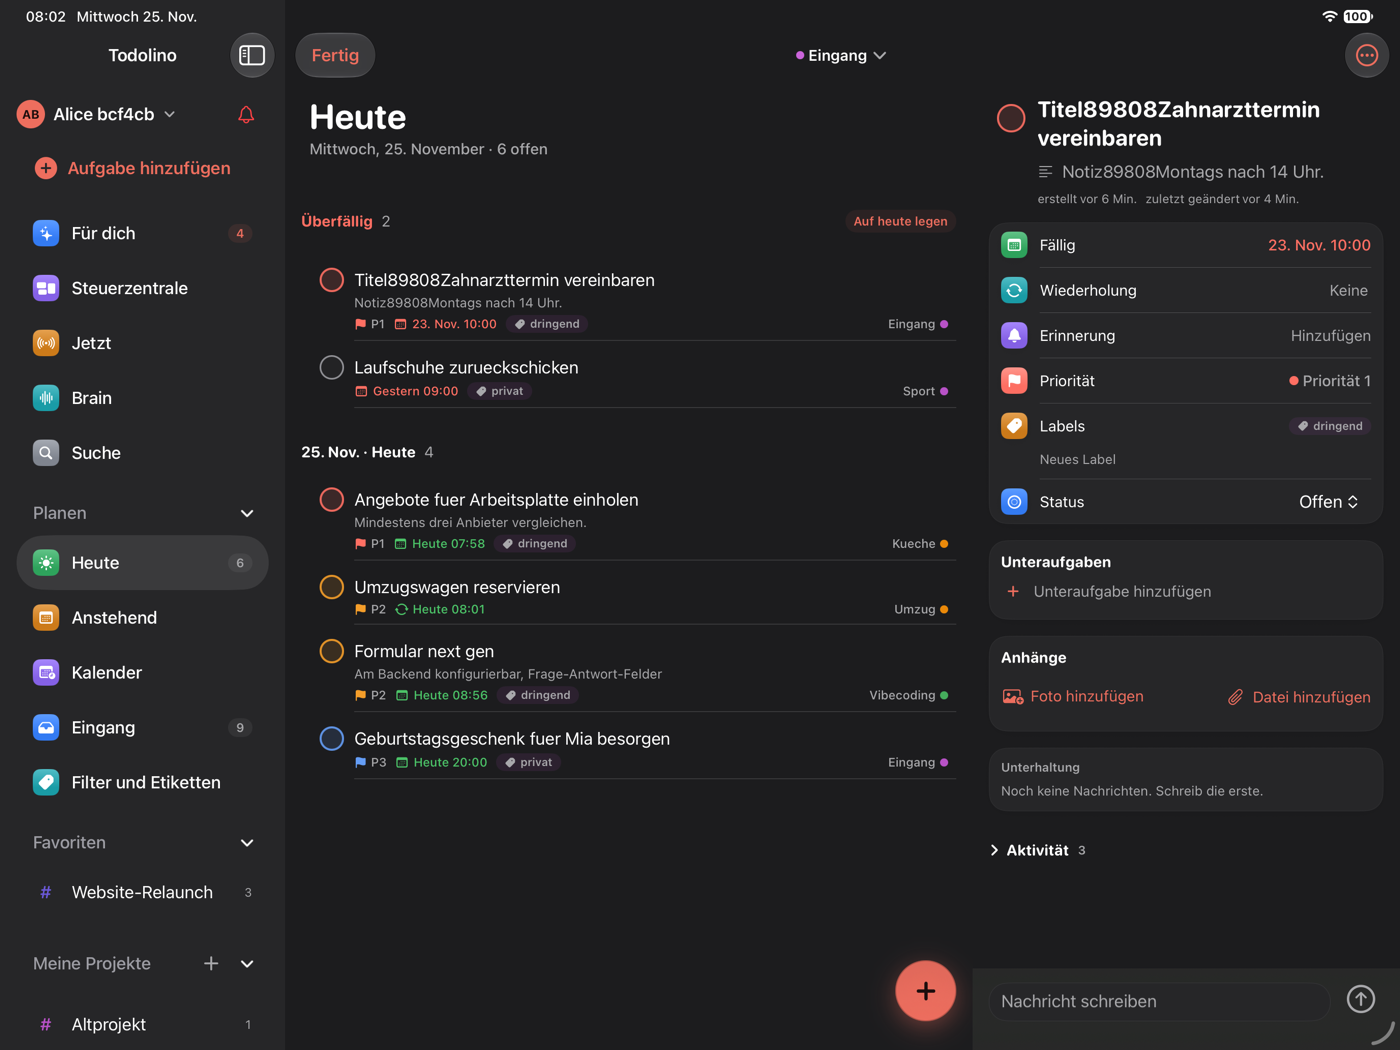 08:02 Mittwoch 25. Nov.
100
Todolino
Fertig
Eingang
AB Alice bcf4cb
Aufgabe hinzufügen
Für dich 4
Steuerzentrale
Jetzt
Brain
Suche
Planen
Heute 6
Anstehend
Kalender
Eingang 9
Filter und Etiketten
Favoriten
# Website-Relaunch 3
Meine Projekte
# Altprojekt 1
Heute
Mittwoch, 25. November · 6 offen
Überfällig 2
Auf heute legen
Titel89808Zahnarzttermin vereinbaren
Notiz89808Montags nach 14 Uhr.
P1 23. Nov. 10:00 dringend Eingang
Laufschuhe zurueckschicken
Gestern 09:00 privat Sport
25. Nov. · Heute 4
Angebote fuer Arbeitsplatte einholen
Mindestens drei Anbieter vergleichen.
P1 Heute 07:58 dringend Kueche
Umzugswagen reservieren
P2 Heute 08:01 Umzug
Formular next gen
Am Backend konfigurierbar, Frage-Antwort-Felder
P2 Heute 08:56 dringend Vibecoding
Geburtstagsgeschenk fuer Mia besorgen
P3 Heute 20:00 privat Eingang
Titel89808Zahnarzttermin
vereinbaren
Notiz89808Montags nach 14 Uhr.
erstellt vor 6 Min. zuletzt geändert vor 4 Min.
Fällig 23. Nov. 10:00
Wiederholung Keine
Erinnerung Hinzufügen
Priorität Priorität 1
Labels dringend
Neues Label
Status Offen
Unteraufgaben
+ Unteraufgabe hinzufügen
Anhänge
Foto hinzufügen Datei hinzufügen
Unterhaltung
Noch keine Nachrichten. Schreib die erste.
Aktivität 3
Nachricht schreiben